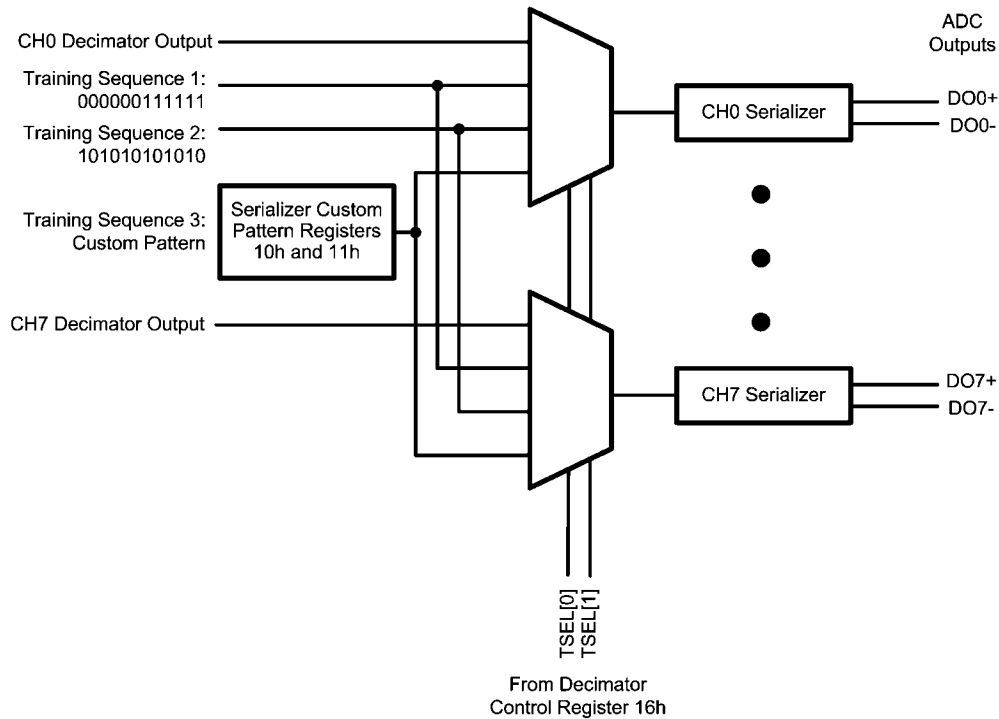 CH0 Decimator Output
Training Sequence 1:
000000111111
Training Sequence 2:
101010101010
Training Sequence 3:
Custom Pattern
Serializer Custom
Pattern Registers
10h and 11h
CH7 Decimator Output
CH0 Serializer
CH7 Serializer
ADC
Outputs
DO0+
DO0-
DO7+
DO7-
TSEL[0]
TSEL[1]
From Decimator
Control Register 16h